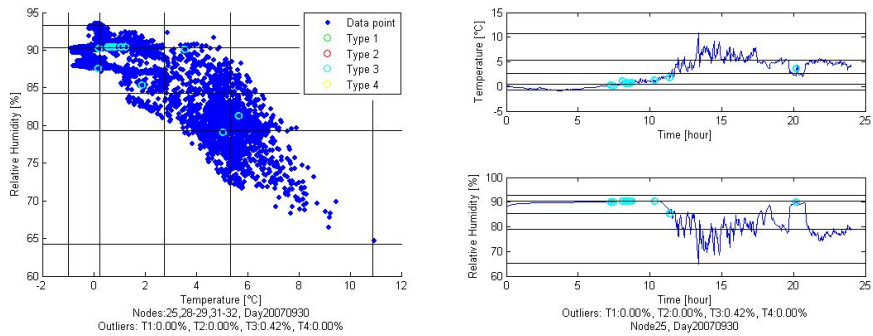 95
90
85
80
75
70
65
60
Relative Humidity [%]
-2
0
2
4
6
8
10
12
Temperature [°C]
Nodes:25,28-29,31-32, Day20070930
Outliers: T1:0.00%, T2:0.00%, T3:0.42%, T4:0.00%
Data point
Type 1
Type 2
Type 3
Type 4
15
10
5
0
-5
Temperature [°C]
0
5
10
15
20
25
Time [hour]
100
90
80
70
60
Relative Humidity [%]
0
5
10
15
20
25
Time [hour]
Outliers: T1:0.00%, T2:0.00%, T3:0.42%, T4:0.00%
Node25, Day20070930